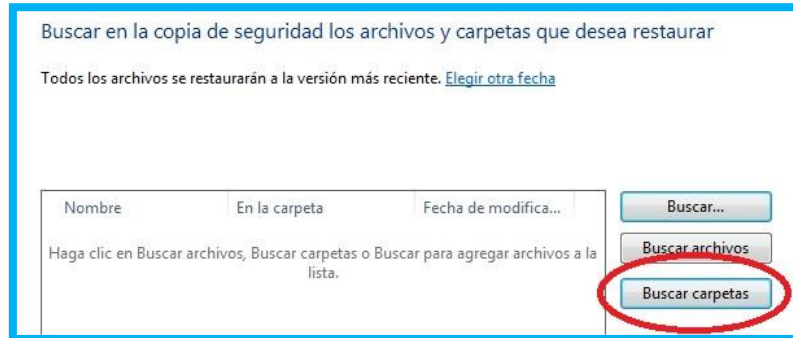 Buscar en la copia de seguridad los archivos y carpetas que desea restaurar
Todos los archivos se restaurarán a la versión más reciente. Elegir otra fecha
Nombre En la carpeta Fecha de modifica... Buscar...
Haga clic en Buscar archivos, Buscar carpetas o Buscar para agregar archivos a la
lista.
Buscar archivos
Buscar carpetas